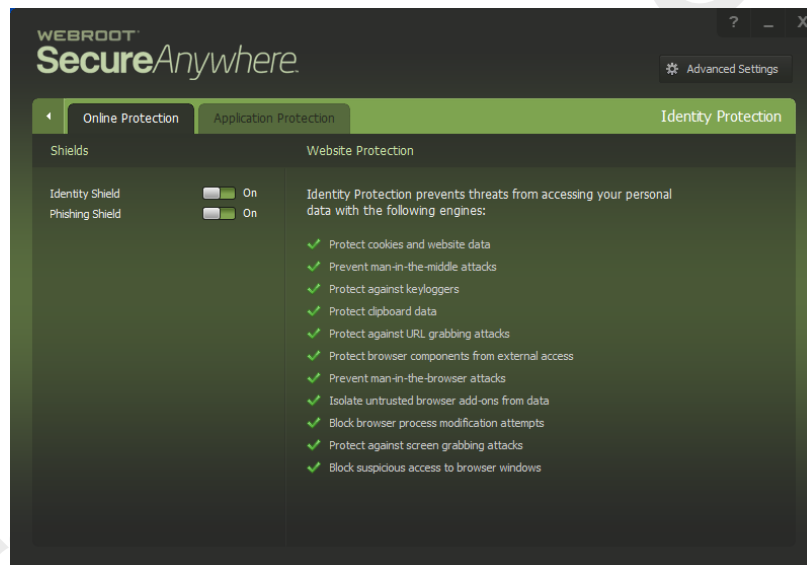 ? _ X
WEBROOT
SecureAnywhere.
Advanced Settings
Online Protection Application Protection Identity Protection
Shields Website Protection
Identity Shield On Identity Protection prevents threats from accessing your personal
Phishing Shield On data with the following engines:
Protect cookies and website data
Prevent man-in-the-middle attacks
Protect against keyloggers
Protect clipboard data
Protect against URL grabbing attacks
Protect browser components from external access
Prevent man-in-the-browser attacks
Isolate untrusted browser add-ons from data
Block browser process modification attempts
Protect against screen grabbing attacks
Block suspicious access to browser windows